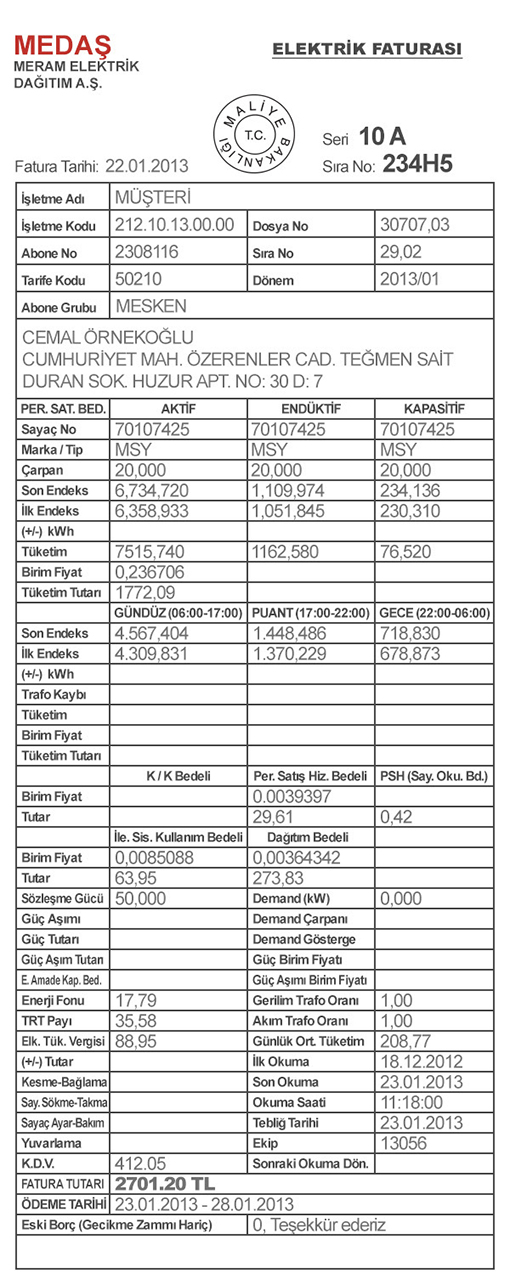 MEDAŞ
MERAM ELEKTRİK
DAĞITIM A.Ş.
ELEKTRİK FATURASI
MALİYE BAKANLIĞI
T.C.
Seri 10 A
Fatura Tarihi: 22.01.2013 Sıra No: 234H5
İşletme Adı MÜŞTERİ
İşletme Kodu 212.10.13.00.00 Dosya No 30707,03
Abone No 2308116 Sıra No 29,02
Tarife Kodu 50210 Dönem 2013/01
Abone Grubu MESKEN
CEMAL ÖRNEKOĞLU
CUMHURİYET MAH. ÖZERENLER CAD. TEĞMEN SAİT
DURAN SOK. HUZUR APT. NO: 30 D: 7
PER. SAT. BED. AKTİF ENDÜKTİF KAPASİTİF
Sayaç No 70107425 70107425 70107425
Marka / Tip MSY MSY MSY
Çarpan 20,000 20,000 20,000
Son Endeks 6,734,720 1,109,974 234,136
İlk Endeks 6,358,933 1,051,845 230,310
(+/-) kWh
Tüketim 7515,740 1162,580 76,520
Birim Fiyat 0,236706
Tüketim Tutarı 1772,09
GÜNDÜZ (06:00-17:00) PUANT (17:00-22:00) GECE (22:00-06:00)
Son Endeks 4.567,404 1.448,486 718,830
İlk Endeks 4.309,831 1.370,229 678,873
(+/-) kWh
Trafo Kaybı
Tüketim
Birim Fiyat
Tüketim Tutarı
K / K Bedeli Per. Satış Hiz. Bedeli PSH (Say. Oku. Bd.)
Birim Fiyat 0.0039397
Tutar 29,61 0,42
İle. Sis. Kullanım Bedeli Dağıtım Bedeli
Birim Fiyat 0,0085088 0,00364342
Tutar 63,95 273,83
Sözleşme Gücü 50,000 Demand (kW) 0,000
Güç Aşımı Demand Çarpanı
Güç Tutarı Demand Gösterge
Güç Aşım Tutarı Güç Birim Fiyatı
E. Amade Kap. Bed. Güç Aşımı Birim Fiyatı
Enerji Fonu 17,79 Gerilim Trafo Oranı 1,00
TRT Payı 35,58 Akım Trafo Oranı 1,00
Elk. Tük. Vergisi 88,95 Günlük Ort. Tüketim 208,77
(+/-) Tutar İlk Okuma 18.12.2012
Kesme-Bağlama Son Okuma 23.01.2013
Say. Sökme-Takma Okuma Saati 11:18:00
Sayaç Ayar-Bakım Tebliğ Tarihi 23.01.2013
Yuvarlama Ekip 13056
K.D.V. 412.05 Sonraki Okuma Dön.
FATURA TUTARI 2701.20 TL
ÖDEME TARİHİ 23.01.2013 - 28.01.2013
Eski Borç (Gecikme Zammı Hariç) 0, Teşekkür ederiz